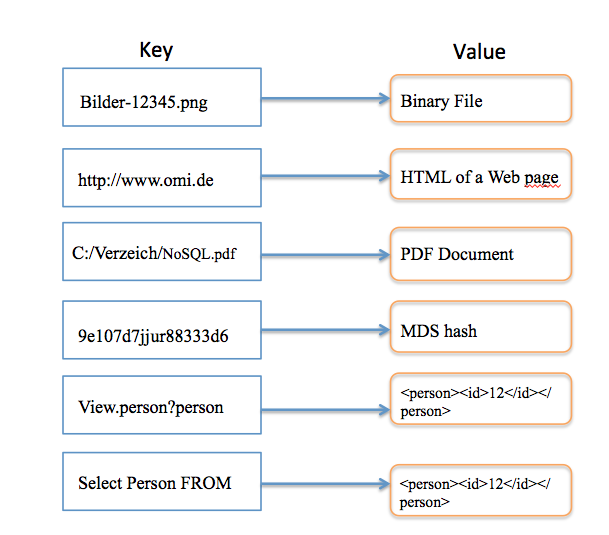 Key Value
Bilder-12345.png Binary File
http://www.omi.de HTML of a Web page
C:/Verzeich/NoSQL.pdf PDF Document
9e107d7jjur88333d6 MDS hash
View.person?person <person><id>12</id></
person>
Select Person FROM <person><id>12</id></
person>